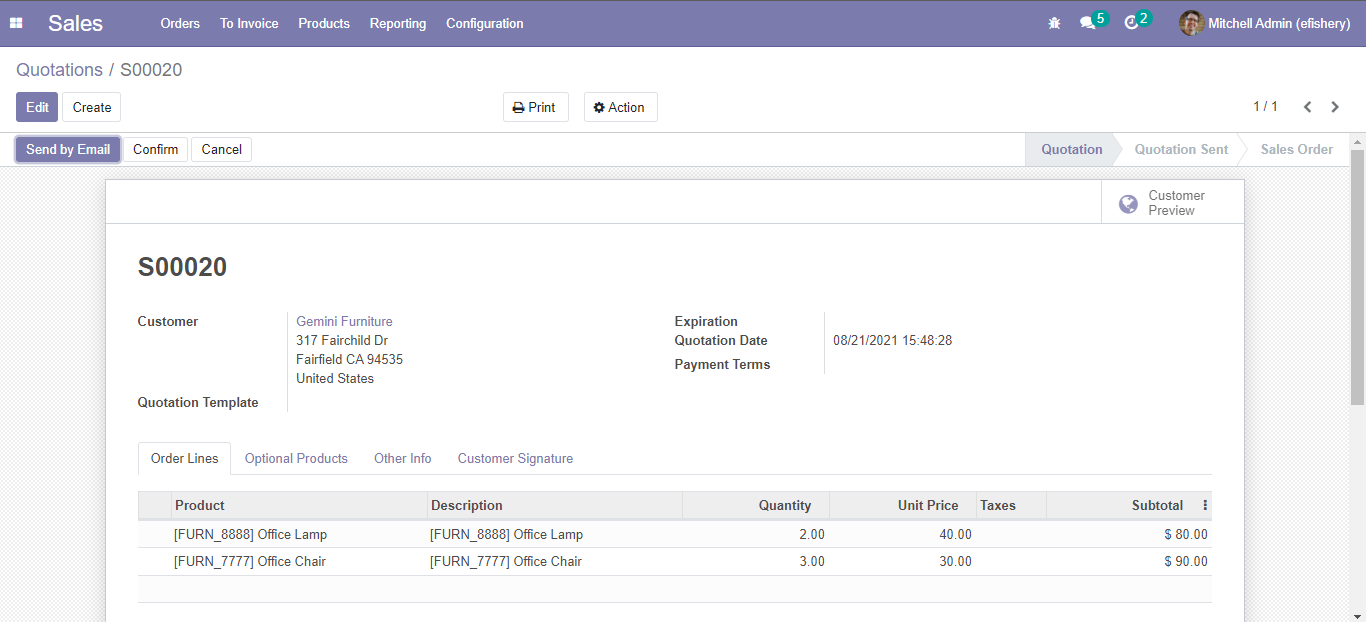 Sales Orders To Invoice Products Reporting Configuration 5 2 Mitchell Admin (efishery)
Quotations / S00020
Edit Create Print Action 1 / 1
Send by Email Confirm Cancel Quotation Quotation Sent Sales Order
Customer
Preview
S00020
Customer Gemini Furniture Expiration
317 Fairchild Dr Quotation Date 08/21/2021 15:48:28
Fairfield CA 94535 Payment Terms
United States
Quotation Template
Order Lines Optional Products Other Info Customer Signature
Product Description Quantity Unit Price Taxes Subtotal
[FURN_8888] Office Lamp [FURN_8888] Office Lamp 2.00 40.00 $ 80.00
[FURN_7777] Office Chair [FURN_7777] Office Chair 3.00 30.00 $ 90.00